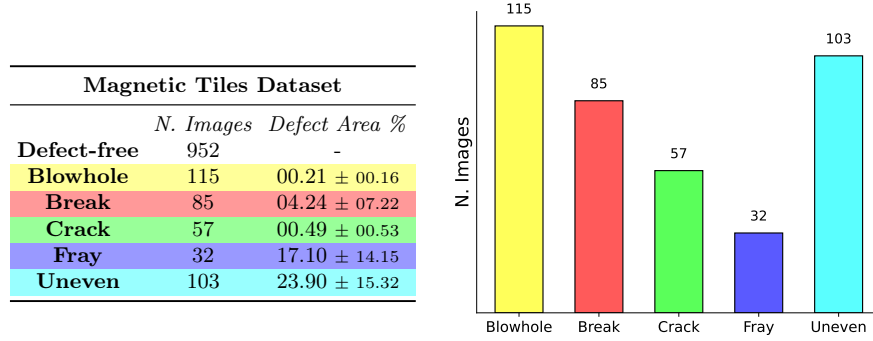 Magnetic Tiles Dataset
N. Images Defect Area %
Defect-free 952 -
Blowhole 115 00.21 ± 00.16
Break 85 04.24 ± 07.22
Crack 57 00.49 ± 00.53
Fray 32 17.10 ± 14.15
Uneven 103 23.90 ± 15.32
N. Images
115
85
57
32
103
Blowhole Break Crack Fray Uneven